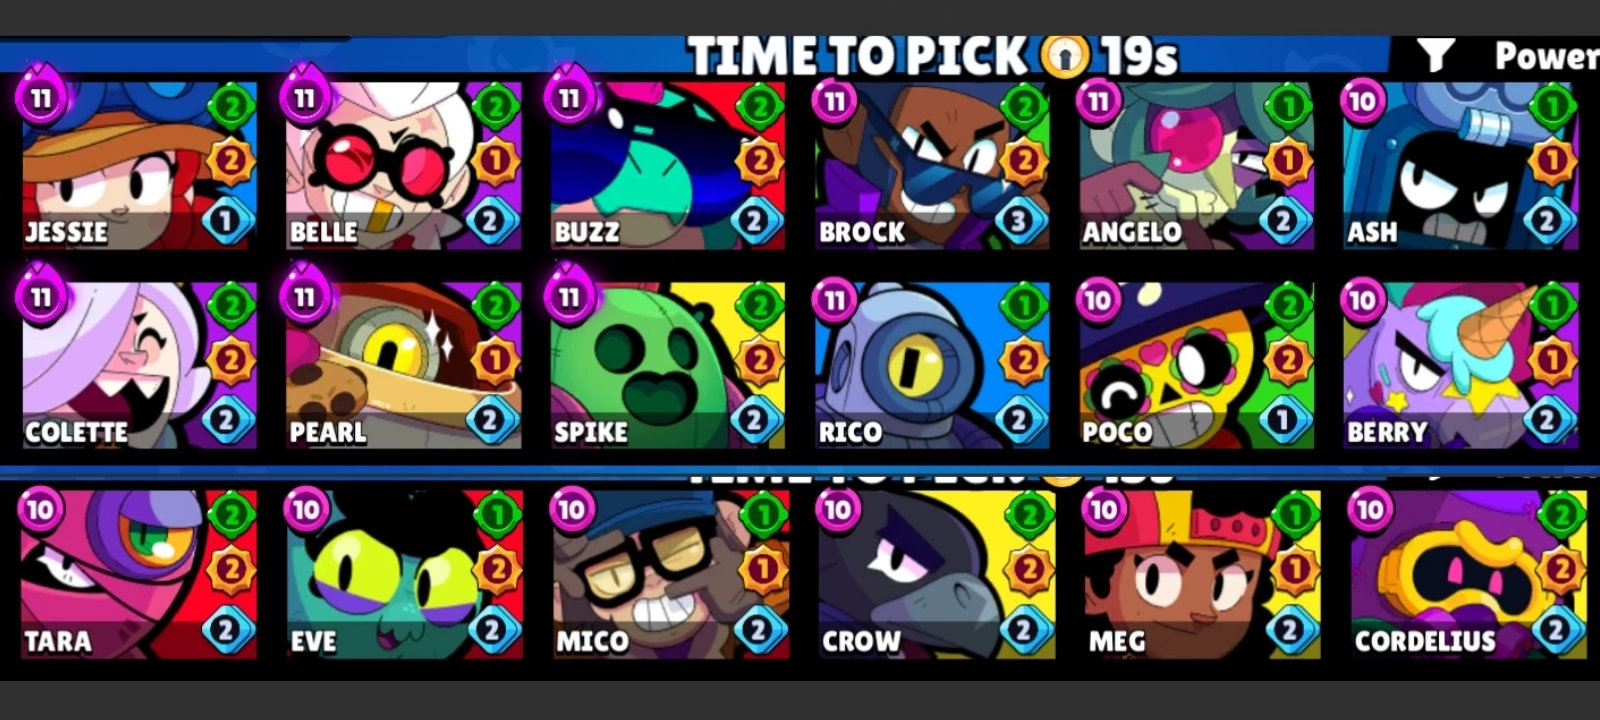 TIME TO PICK 19s Power
11 2 11 2 11 2 11 2 11 1 10 1
2 1 2 2 1 1
JESSIE 1 BELLE 2 BUZZ 2 BROCK 3 ANGELO 2 ASH 2
11 2 11 2 11 2 11 1 10 2 10 1
2 1 2 2 2 1
COLETTE 2 PEARL 2 SPIKE 2 RICO 2 POCO 1 BERRY 2
10 2 10 1 10 1 10 2 10 1 10 2
2 2 1 2 1 2
TARA 2 EVE 2 MICO 2 CROW 2 MEG 2 CORDELIUS 2